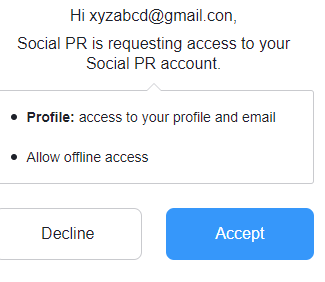 Hi xyzabcd@gmail.con,
Social PR is requesting access to your
Social PR account.
Profile: access to your profile and email
Allow offline access
Decline
Accept